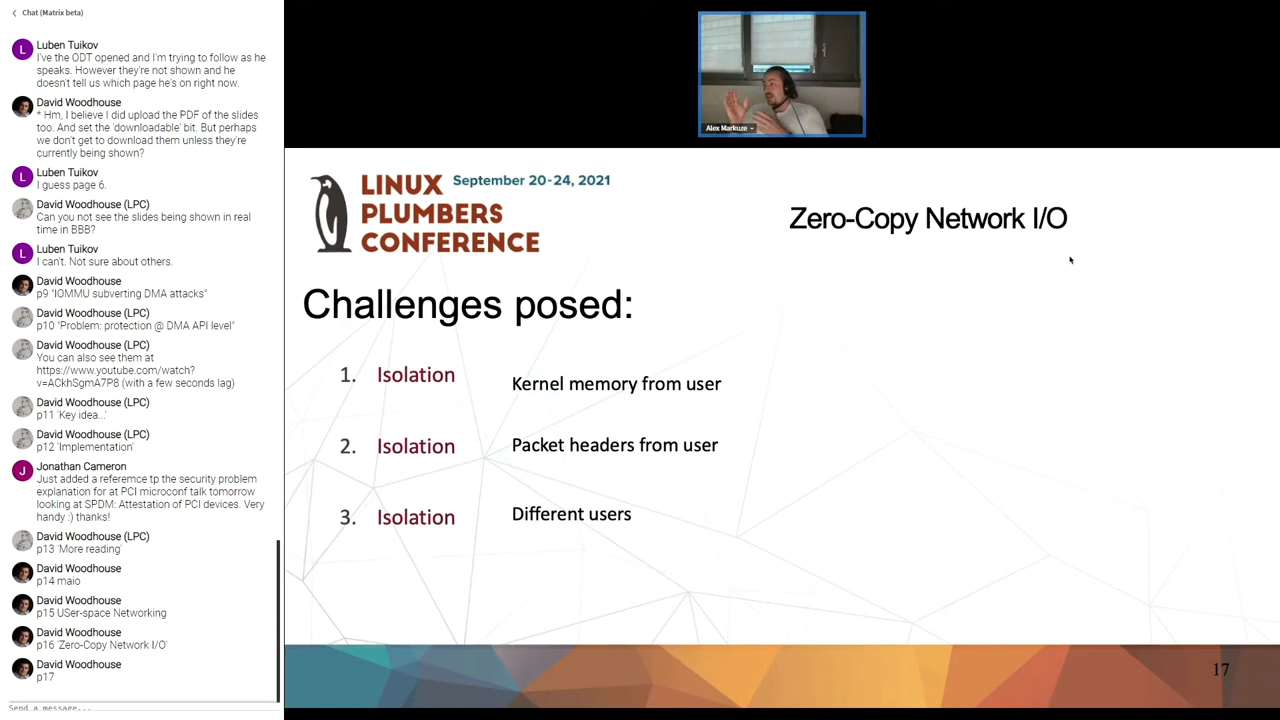 Chat (Matrix beta)
L
Luben Tuikov
I've the ODT opened and I'm trying to follow as he
speaks. However they're not shown and he
doesn't tell us which page he's on right now.
David Woodhouse
* Hm, I believe I did upload the PDF of the slides
too. And set the 'downloadable' bit. But perhaps
we don't get to download them unless they're
currently being shown?
L
Luben Tuikov
I guess page 6.
David Woodhouse (LPC)
Can you not see the slides being shown in real
time in BBB?
L
Luben Tuikov
I can't. Not sure about others.
David Woodhouse
p9 "IOMMU subverting DMA attacks"
David Woodhouse (LPC)
p10 "Problem: protection @ DMA API level"
David Woodhouse (LPC)
You can also see them at
https://www.youtube.com/watch?
v=ACkhSgmA7P8 (with a few seconds lag)
David Woodhouse (LPC)
p11 'Key idea...'
David Woodhouse (LPC)
p12 'Implementation'
J
Jonathan Cameron
Just added a reference tp the security problem
explanation for at PCI microconf talk tomorrow
looking at SPDM: Attestation of PCI devices. Very
handy :) thanks!
David Woodhouse (LPC)
p13 'More reading'
David Woodhouse
p14 maio
David Woodhouse
p15 USer-space Networking
David Woodhouse
p16 'Zero-Copy Network I/O'
David Woodhouse
p17
Send a message...
Alex Markuze
LINUX
PLUMBERS
CONFERENCE
September 20-24, 2021
Zero-Copy Network I/O
Challenges posed:
1. Isolation Kernel memory from user
2. Isolation Packet headers from user
3. Isolation Different users
17